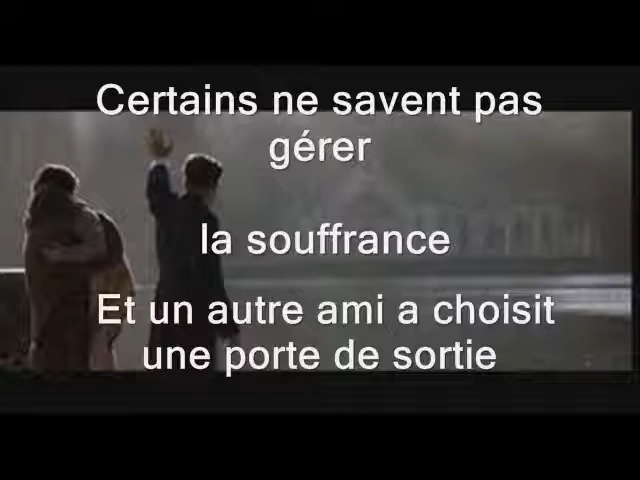 Certains ne savent pas
gérer
la souffrance
Et un autre ami a choisit
une porte de sortie